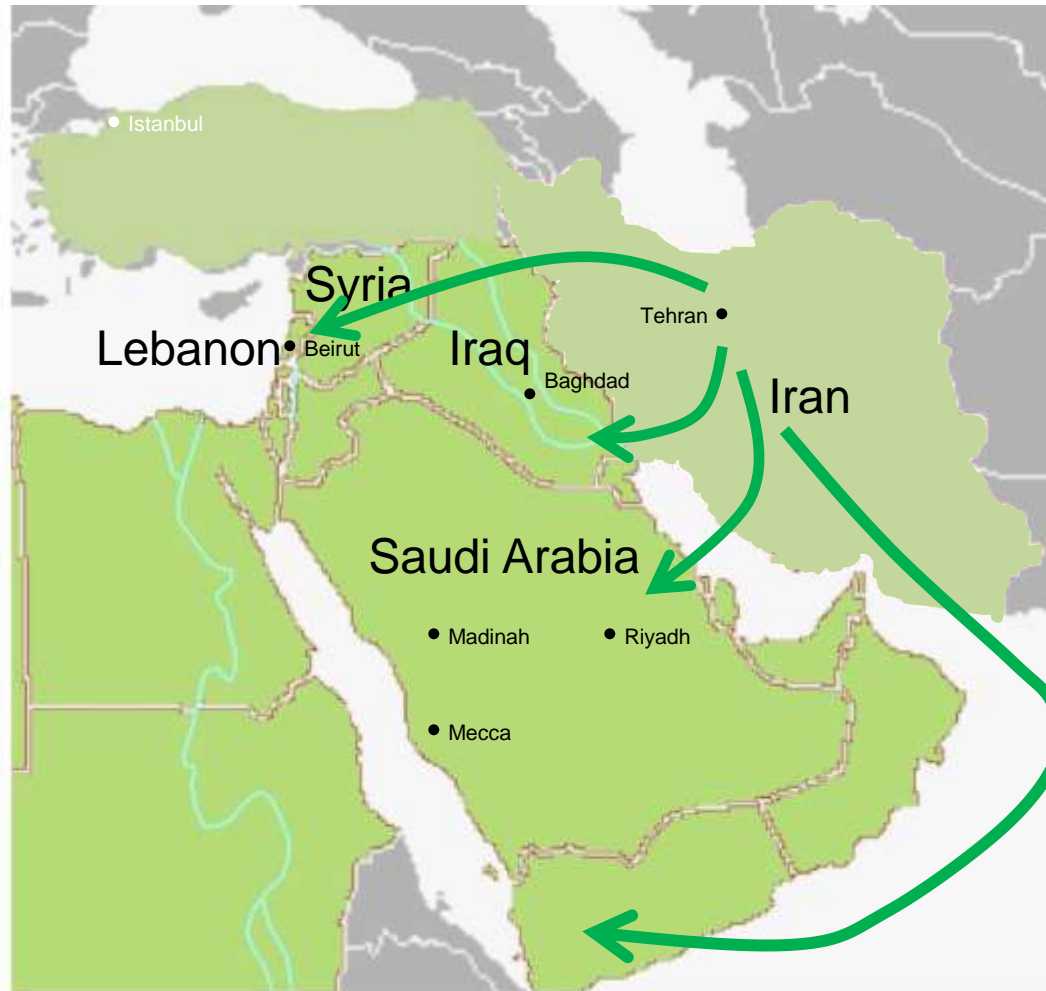 Istanbul
Syria
Tehran
Lebanon
Beirut
Iraq
Baghdad
Iran
Saudi Arabia
Madinah
Riyadh
Mecca